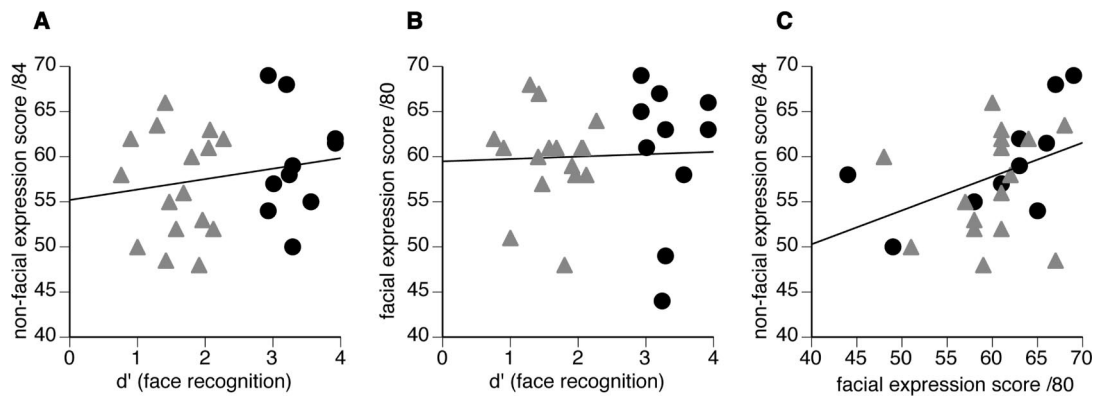 A
non-facial expression score /84
70
65
60
55
50
45
40
0 1 2 3 4
d' (face recognition)
B
facial expression score /80
70
65
60
55
50
45
40
0 1 2 3 4
d' (face recognition)
C
non-facial expression score /84
70
65
60
55
50
45
40
40 45 50 55 60 65 70
facial expression score /80